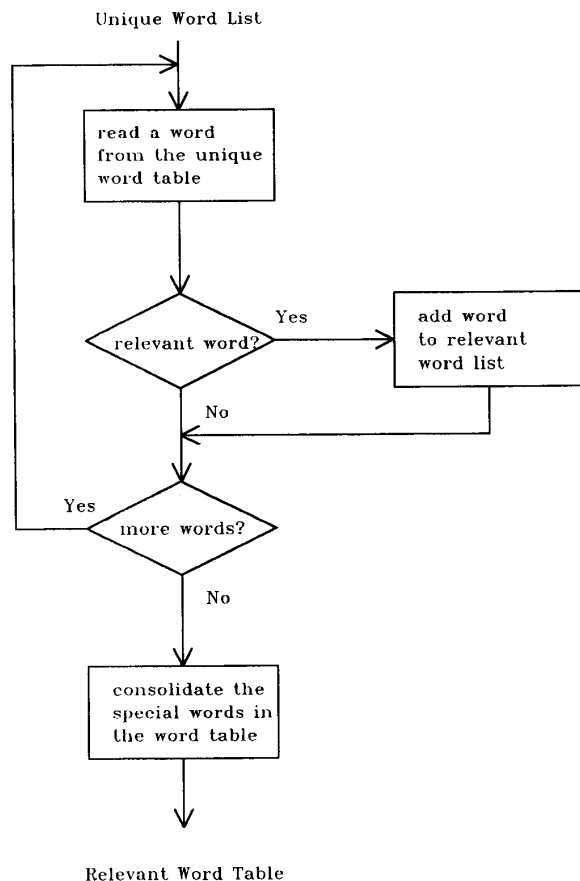 Unique Word List
read a word
from the unique
word table
relevant word?
Yes
add word
to relevant
word list
No
Yes
more words?
No
consolidate the
special words in
the word table
Relevant Word Table